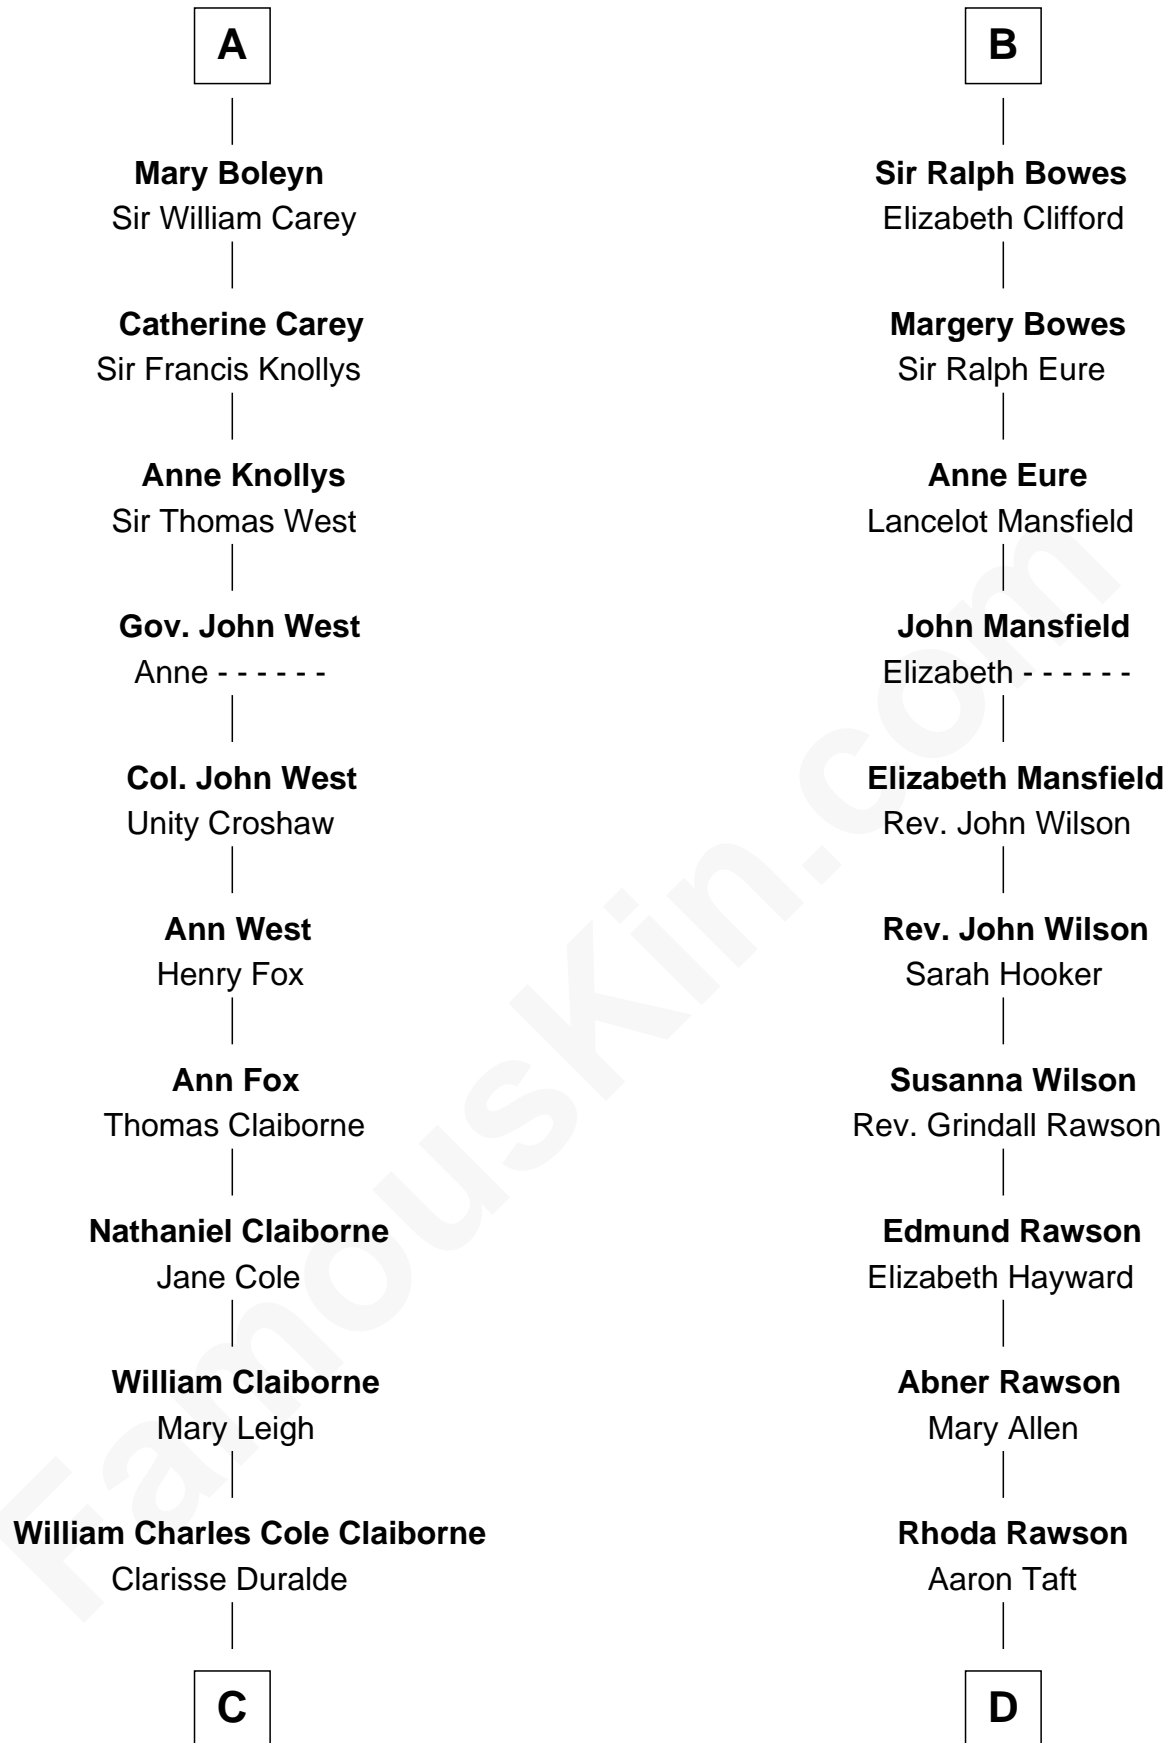 A
Mary Boleyn
Sir William Carey
Catherine Carey
Sir Francis Knollys
Anne Knollys
Sir Thomas West
Gov. John West
Anne - - - - - -
Col. John West
Unity Croshaw
Ann West
Henry Fox
Ann Fox
Thomas Claiborne
Nathaniel Claiborne
Jane Cole
William Claiborne
Mary Leigh
William Charles Cole Claiborne
Clarisse Duralde
C
B
Sir Ralph Bowes
Elizabeth Clifford
Margery Bowes
Sir Ralph Eure
Anne Eure
Lancelot Mansfield
John Mansfield
Elizabeth - - - - - -
Elizabeth Mansfield
Rev. John Wilson
Rev. John Wilson
Sarah Hooker
Susanna Wilson
Rev. Grindall Rawson
Edmund Rawson
Elizabeth Hayward
Abner Rawson
Mary Allen
Rhoda Rawson
Aaron Taft
D
FamousKin.com